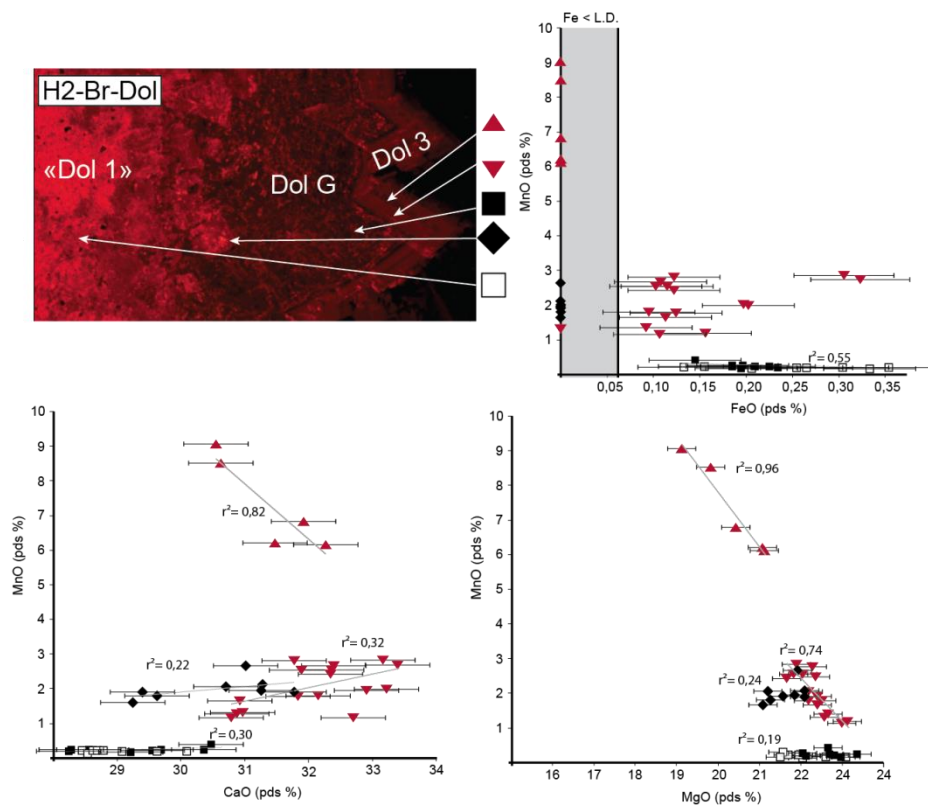 H2-Br-Dol
«Dol 1»
Dol G
Dol 3
Fe < L.D.
MnO (pds %)
10
9
8
7
6
5
4
3
2
1
r²= 0,55
0,05
0,10
0,15
0,20
0,25
0,30
0,35
FeO (pds %)
MnO (pds %)
10
9
8
7
6
5
4
3
2
1
r²= 0,82
r²= 0,32
r²= 0,22
r²= 0,30
29
30
31
32
33
34
CaO (pds %)
MnO (pds %)
10
9
8
7
6
5
4
3
2
1
r²= 0,96
r²= 0,74
r²= 0,24
r²= 0,19
16
17
18
19
20
21
22
23
24
24
MgO (pds %)